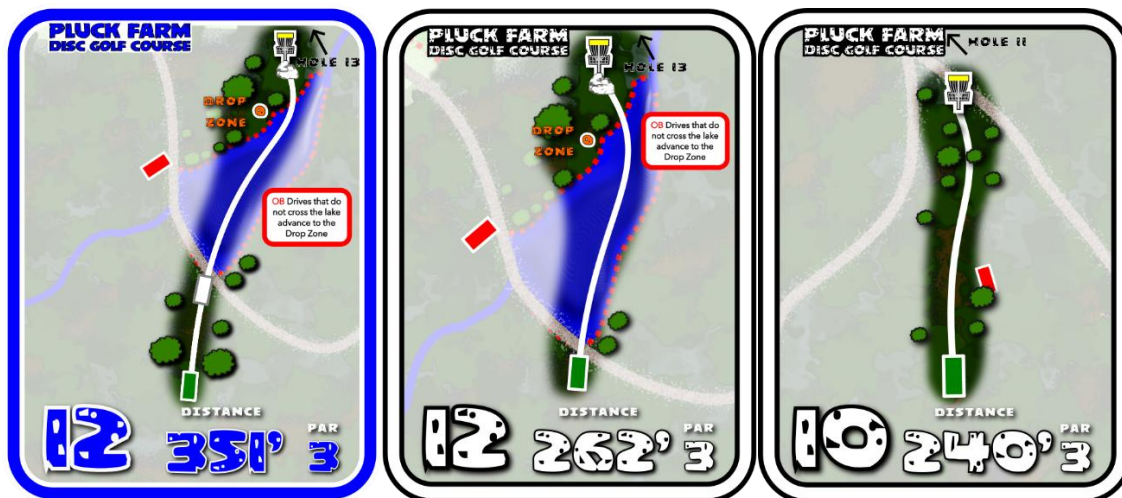 PLUCK FARM
DISC GOLF COURSE
HOLE 13
DROP
ZONE
OB Drives that do
not cross the lake
advance to the
Drop Zone
DISTANCE
PAR
12 351' 3
PLUCK FARM
DISC GOLF COURSE
HOLE 13
DROP
ZONE
OB Drives that do
not cross the lake
advance to the
Drop Zone
DISTANCE
PAR
12 262' 3
PLUCK FARM
DISC GOLF COURSE
HOLE 11
DISTANCE
PAR
10 240' 3